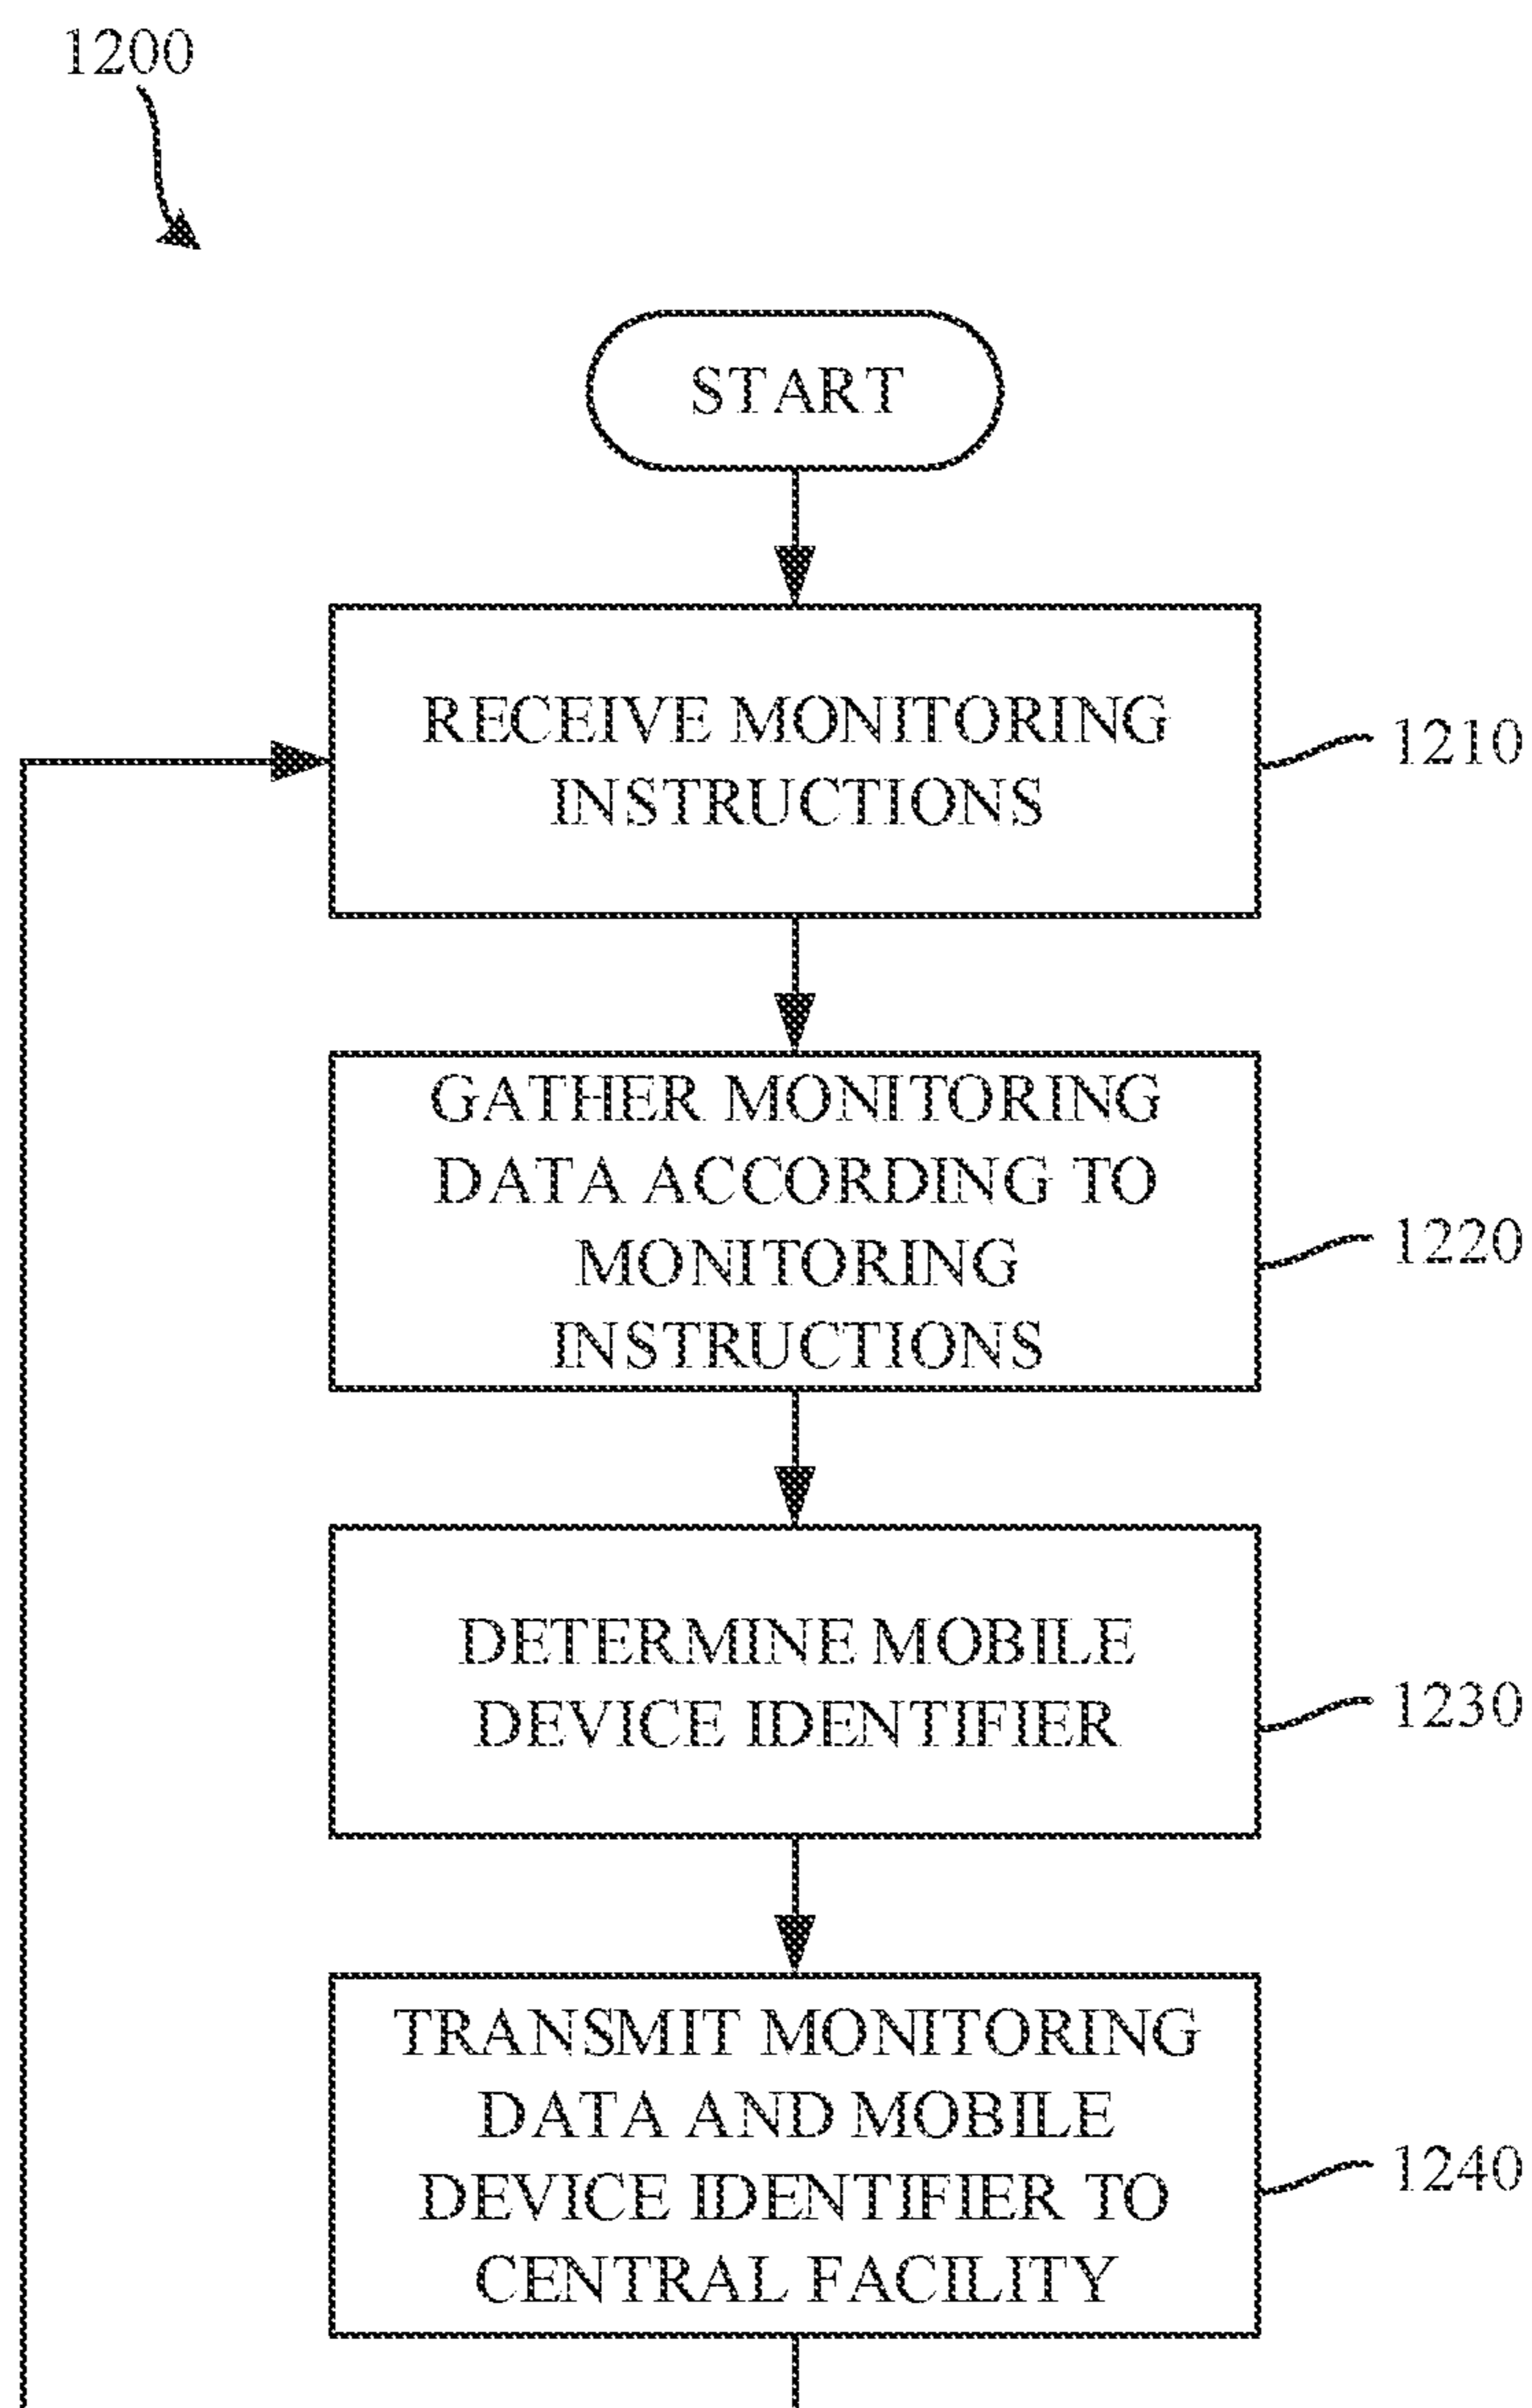 1200
START
RECEIVE MONITORING
INSTRUCTIONS
1210
GATHER MONITORING
DATA ACCORDING TO
MONITORING
INSTRUCTIONS
1220
DETERMINE MOBILE
DEVICE IDENTIFIER
1230
TRANSMIT MONITORING
DATA AND MOBILE
DEVICE IDENTIFIER TO
CENTRAL FACILITY
1240